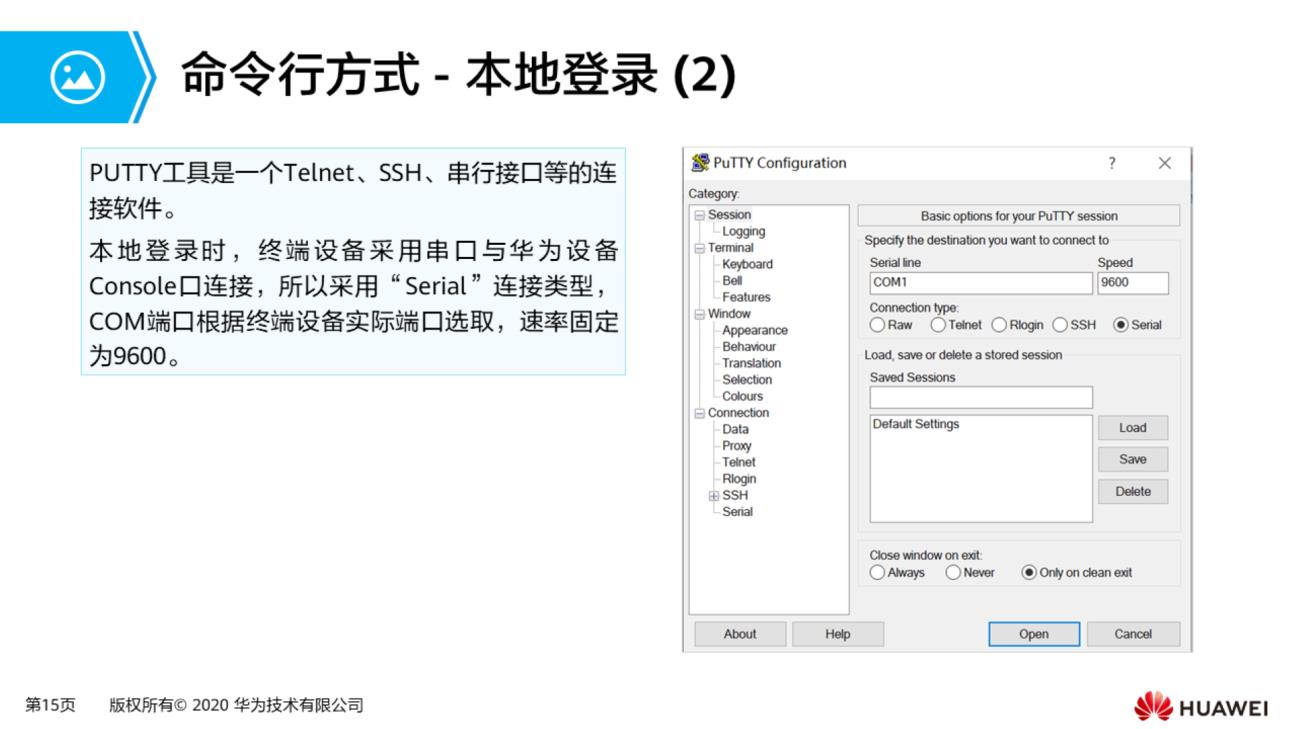 命令行方式 - 本地登录 (2)
PUTTY工具是一个Telnet、SSH、串行接口等的连
接软件。
本地登录时，终端设备采用串口与华为设备
Console口连接，所以采用“Serial”连接类型，
COM端口根据终端设备实际端口选取，速率固定
为9600。
PuTTY Configuration
?
Category:
Session
Logging
Terminal
Keyboard
Bell
Features
Window
Appearance
Behaviour
Translation
Selection
Colours
Connection
Data
Proxy
Telnet
Rlogin
SSH
Serial
Basic options for your PuTTY session
Specify the destination you want to connect to
Serial line Speed
COM1 9600
Connection type:
Raw Telnet Rlogin SSH Serial
Load, save or delete a stored session
Saved Sessions
Default Settings
Load
Save
Delete
Close window on exit:
Always Never Only on clean exit
About Help Open Cancel
第15页 版权所有© 2020 华为技术有限公司
HUAWEI